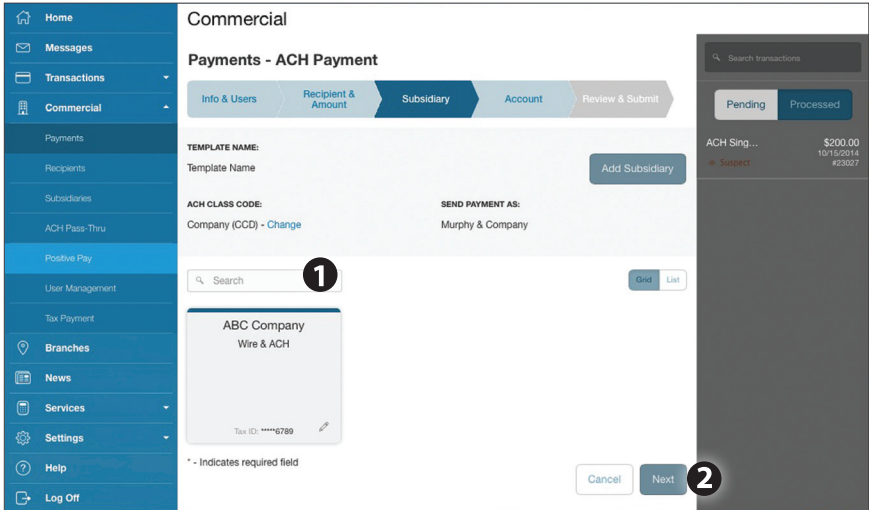 Home
Messages
Transactions
Commercial
Payments
Recipients
Subsidiaries
ACH Pass-Thru
Positive Pay
User Management
Tax Payment
Branches
News
Services
Settings
Help
Log Off
Commercial
Payments - ACH Payment
Info & Users
Recipient &
Amount
Subsidiary
Account
Review & Submit
TEMPLATE NAME:
Template Name
Add Subsidiary
ACH CLASS CODE:
Company (CCD) - Change
SEND PAYMENT AS:
Murphy & Company
Search
1
Grid
List
ABC Company
Wire & ACH
Tax ID: *****6789
* - Indicates required field
Cancel
Next
2
Search transactions
Pending
Processed
ACH Sing...
$200.00
10/15/2014
Suspect
#23027